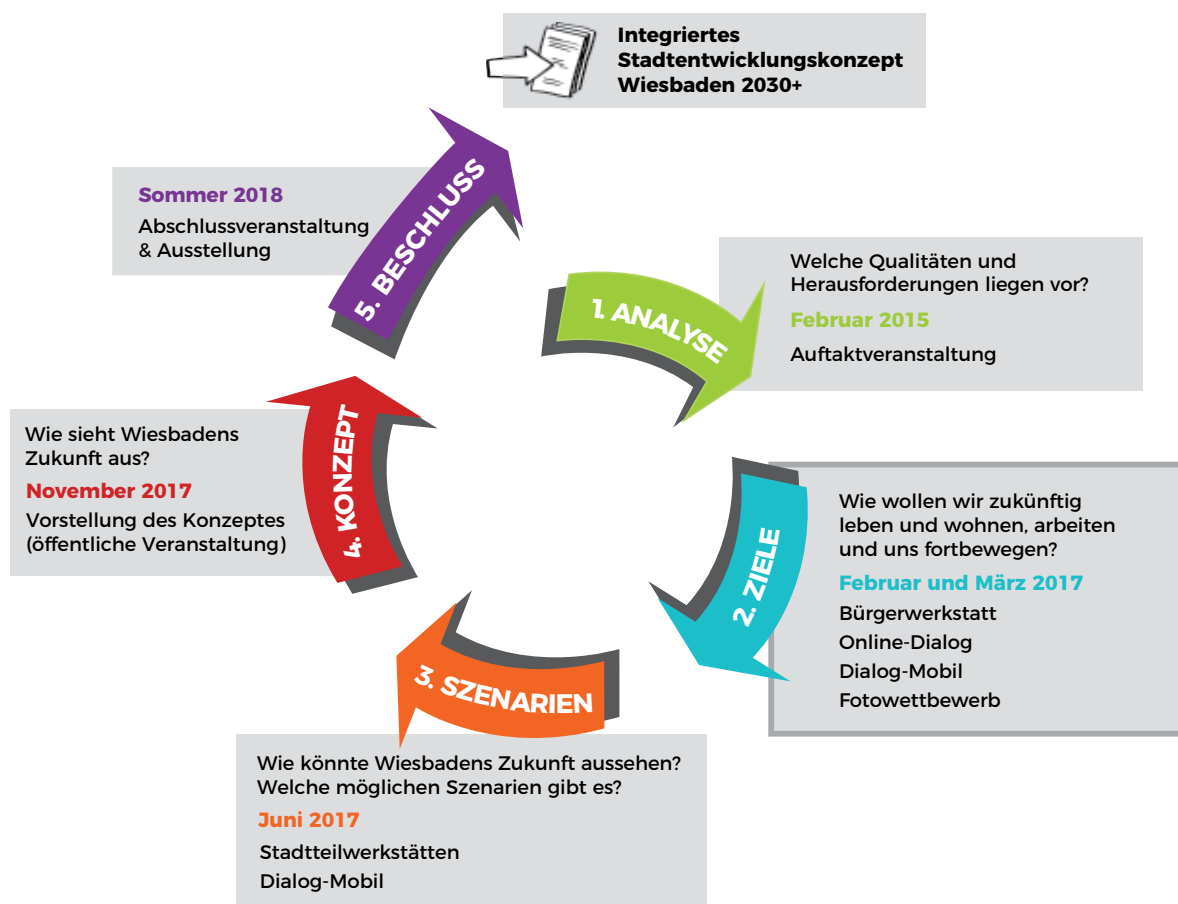 Integriertes
Stadtentwicklungskonzept
Wiesbaden 2030+
1. ANALYSE
Welche Qualitäten und
Herausforderungen liegen vor?
Februar 2015
Auftaktveranstaltung
2. ZIELE
Wie wollen wir zukünftig
leben und wohnen, arbeiten
und uns fortbewegen?
Februar und März 2017
Bürgerwerkstatt
Online-Dialog
Dialog-Mobil
Fotowettbewerb
3. SZENARIEN
Wie könnte Wiesbadens Zukunft aussehen?
Welche möglichen Szenarien gibt es?
Juni 2017
Stadtteilwerkstätten
Dialog-Mobil
4. KONZEPT
Wie sieht Wiesbadens
Zukunft aus?
November 2017
Vorstellung des Konzeptes
(öffentliche Veranstaltung)
5. BESCHLUSS
Sommer 2018
Abschlussveranstaltung
& Ausstellung